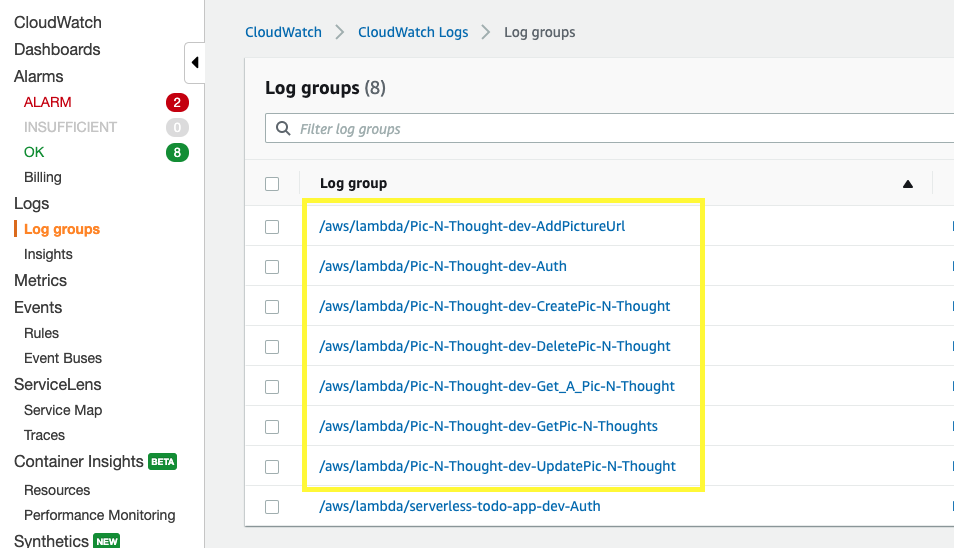 CloudWatch
Dashboards
Alarms
ALARM 2
INSUFFICIENT 0
OK 8
Billing
Logs
Log groups
Insights
Metrics
Events
Rules
Event Buses
ServiceLens
Service Map
Traces
Container Insights BETA
Resources
Performance Monitoring
Synthetics NEW
CloudWatch > CloudWatch Logs > Log groups
Log groups (8)
Filter log groups
Log group
/aws/lambda/Pic-N-Thought-dev-AddPictureUrl
/aws/lambda/Pic-N-Thought-dev-Auth
/aws/lambda/Pic-N-Thought-dev-CreatePic-N-Thought
/aws/lambda/Pic-N-Thought-dev-DeletePic-N-Thought
/aws/lambda/Pic-N-Thought-dev-Get_A_Pic-N-Thought
/aws/lambda/Pic-N-Thought-dev-GetPic-N-Thoughts
/aws/lambda/Pic-N-Thought-dev-UpdatePic-N-Thought
/aws/lambda/serverless-todo-app-dev-Auth